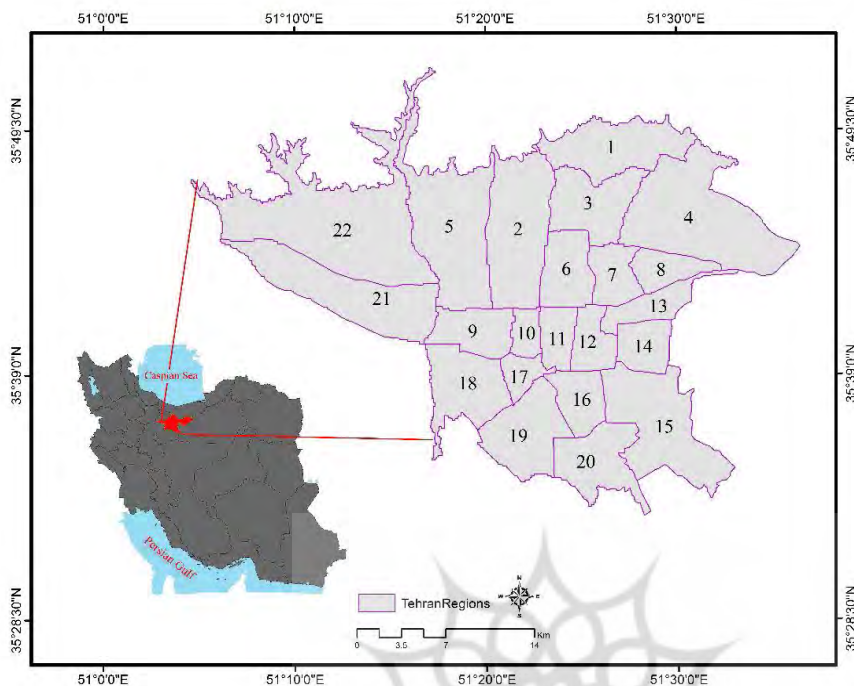 51°0'0"E 51°10'0"E 51°20'0"E 51°30'0"E
35°49'30"N 35°49'30"N
1
3
4
22 5 2
6 7 8
21
13
9 10 11 12
14
35°39'0"N 35°39'0"N
Caspian Sea
18 17
16
15
19
20
Persian Gulf
TehranRegions
N
W E
S
Km
0 3.5 7 14
35°28'30"N 35°28'30"N
51°0'0"E 51°10'0"E 51°20'0"E 51°30'0"E